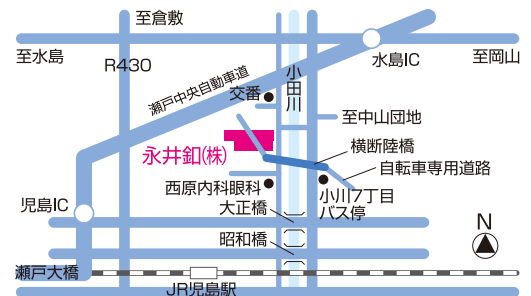 至倉敷
至水島
R430
瀬戸中央自動車道
交番
小田川
水島IC
至岡山
至中山団地
永井釦(株)
横断陸橋
自転車専用道路
西原内科眼科
小川7丁目
バス停
児島IC
大正橋
昭和橋
N
瀬戸大橋
JR児島駅